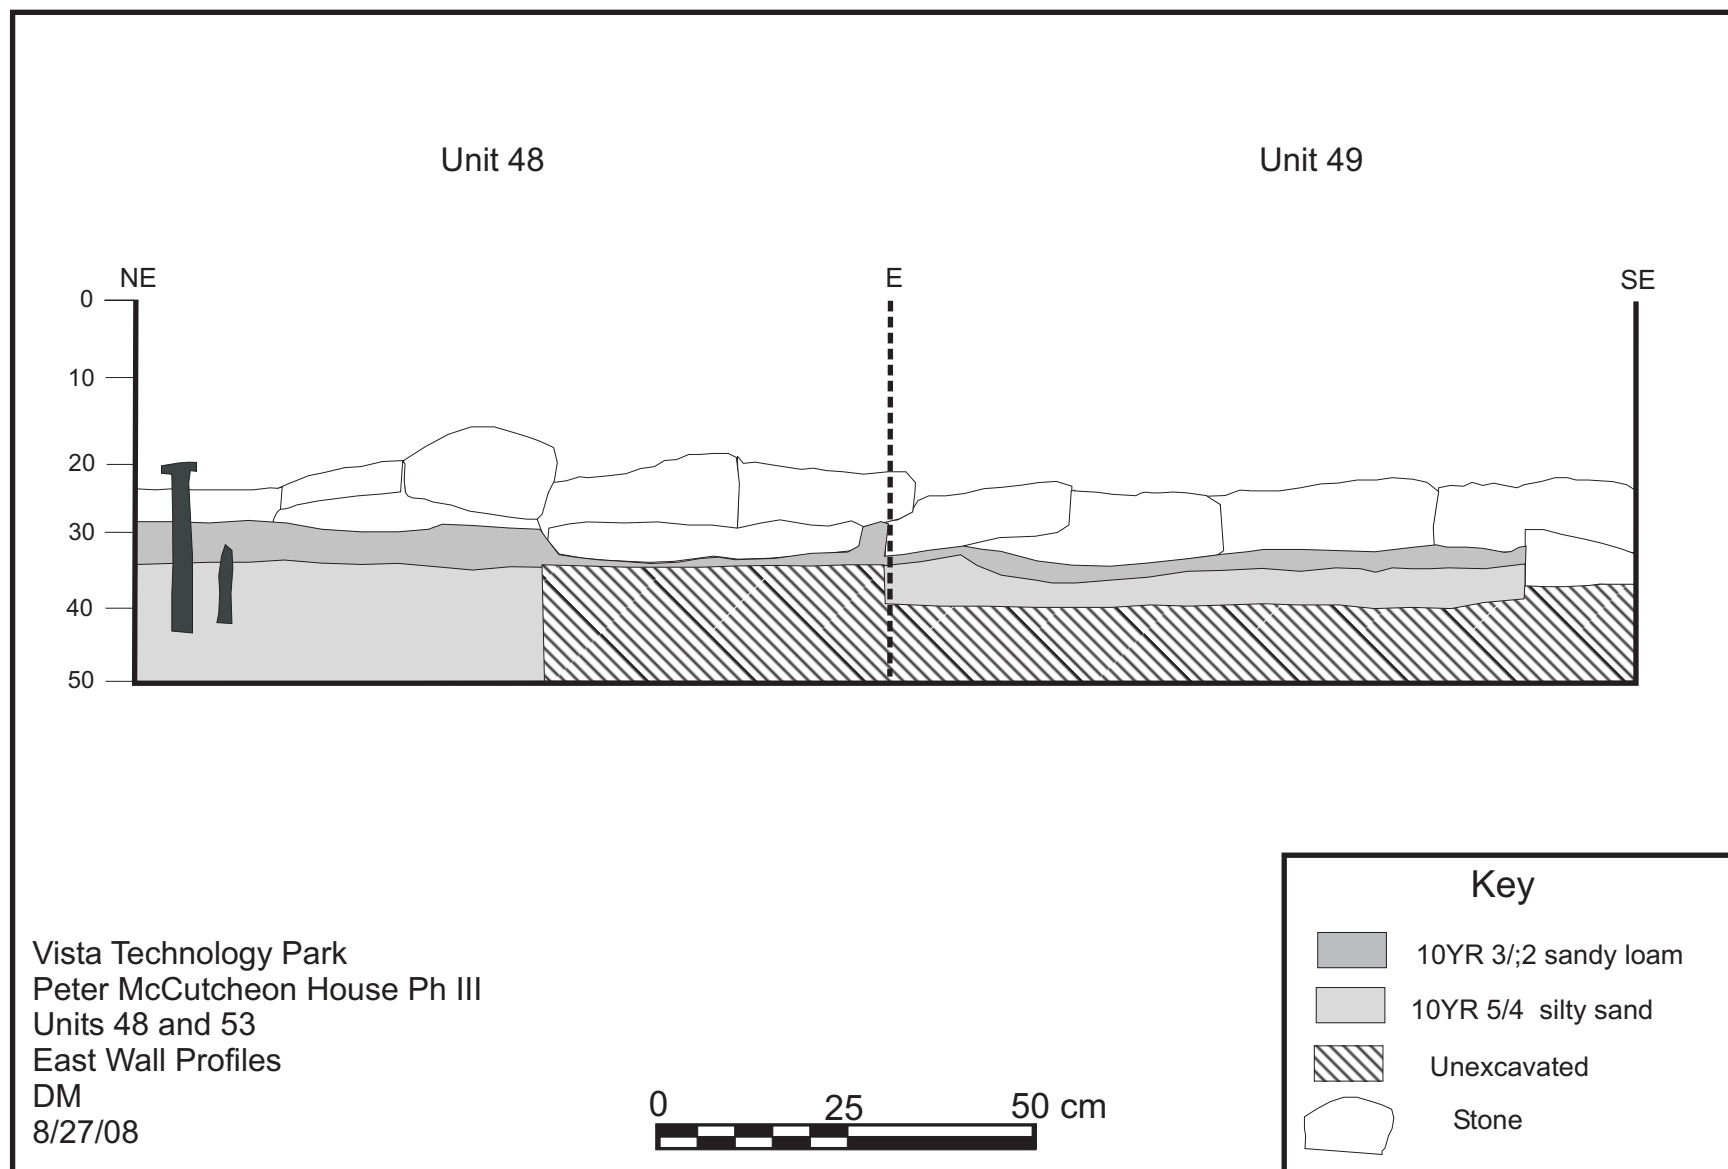 Unit 48
Unit 49
NE
E
SE
0
10
20
30
40
50
Key
10YR 3/;2 sandy loam
10YR 5/4 silty sand
Unexcavated
Stone
Vista Technology Park
Peter McCutcheon House Ph III
Units 48 and 53
East Wall Profiles
DM
8/27/08
0 25 50 cm